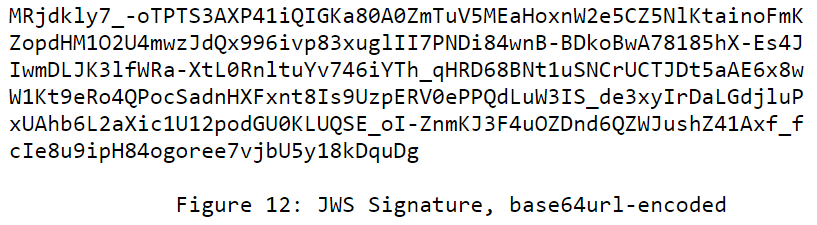 MRjdkly7_-oTPTS3AXP41iQIGKa80A0ZmTuV5MEaHoxnW2e5CZ5NlKtainoFmK
ZopdHM1O2U4mwzJdQx996ivp83xuglII7PNDi84wnB-BDkoBwA78185hX-Es4J
IwmDLJK3lfWRa-XtL0RnltuYv746iYTh_qHRD68BNt1uSNCrUCTJDt5aAE6x8w
W1Kt9eRo4QPocSadnHXFxnt8Is9UzpERV0ePPQdLuW3IS_de3xyIrDaLGdjluP
xUAhb6L2aXic1U12podGU0KLUQSE_oI-ZnmKJ3F4uOZDnd6QZWJushZ41Axf_f
cIe8u9ipH84ogoree7vjbU5y18kDquDg
Figure 12: JWS Signature, base64url-encoded